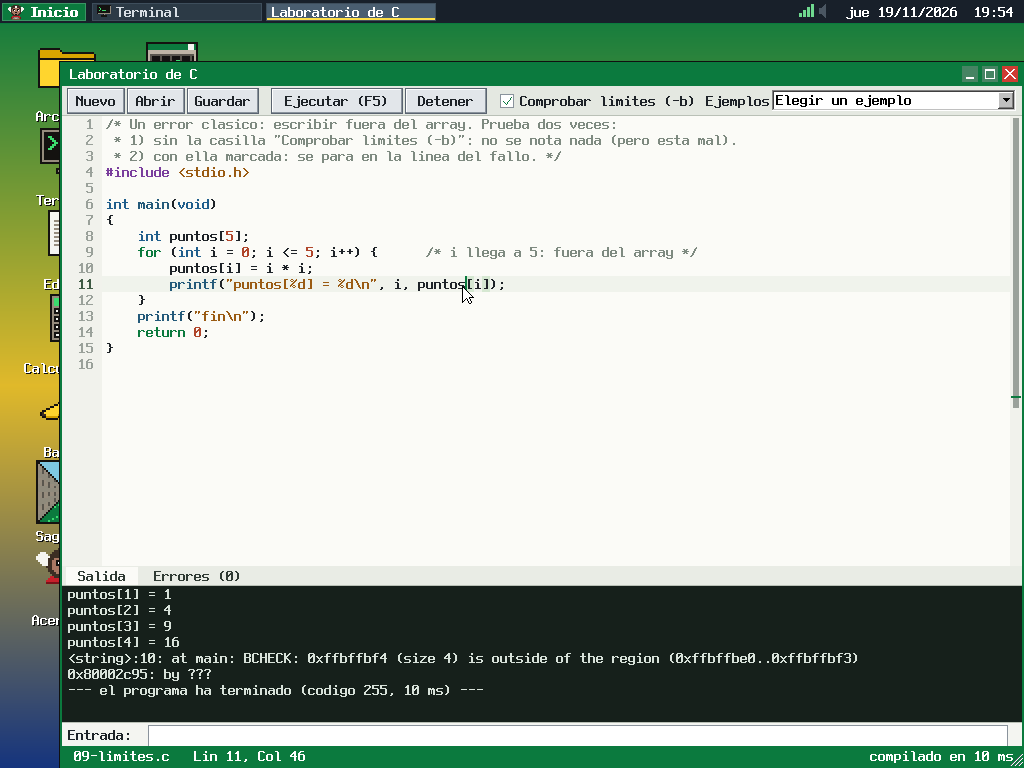 Inicio Terminal Laboratorio de C jue 19/11/2026 19:54
Laboratorio de C
Nuevo Abrir Guardar Ejecutar (F5) Detener Comprobar limites (-b) Ejemplos Elegir un ejemplo
Arc
Ter
Ed
Calc
Ba
Sag
Acer
1 /* Un error clasico: escribir fuera del array. Prueba dos veces:
2 * 1) sin la casilla "Comprobar limites (-b)": no se nota nada (pero esta mal).
3 * 2) con ella marcada: se para en la linea del fallo. */
4 #include <stdio.h>
5
6 int main(void)
7 {
8 int puntos[5];
9 for (int i = 0; i <= 5; i++) { /* i llega a 5: fuera del array */
10 puntos[i] = i * i;
11 printf("puntos[%d] = %d\n", i, puntos[i]);
12 }
13 printf("fin\n");
14 return 0;
15 }
16
Salida Errores (0)
puntos[1] = 1
puntos[2] = 4
puntos[3] = 9
puntos[4] = 16
<string>:10: at main: BCHECK: 0xffbffbf4 (size 4) is outside of the region (0xffbffbe0..0xffbffbf3)
0x80002c95: by ???
--- el programa ha terminado (codigo 255, 10 ms) ---
Entrada:
09-limites.c Lin 11, Col 46 compilado en 10 ms